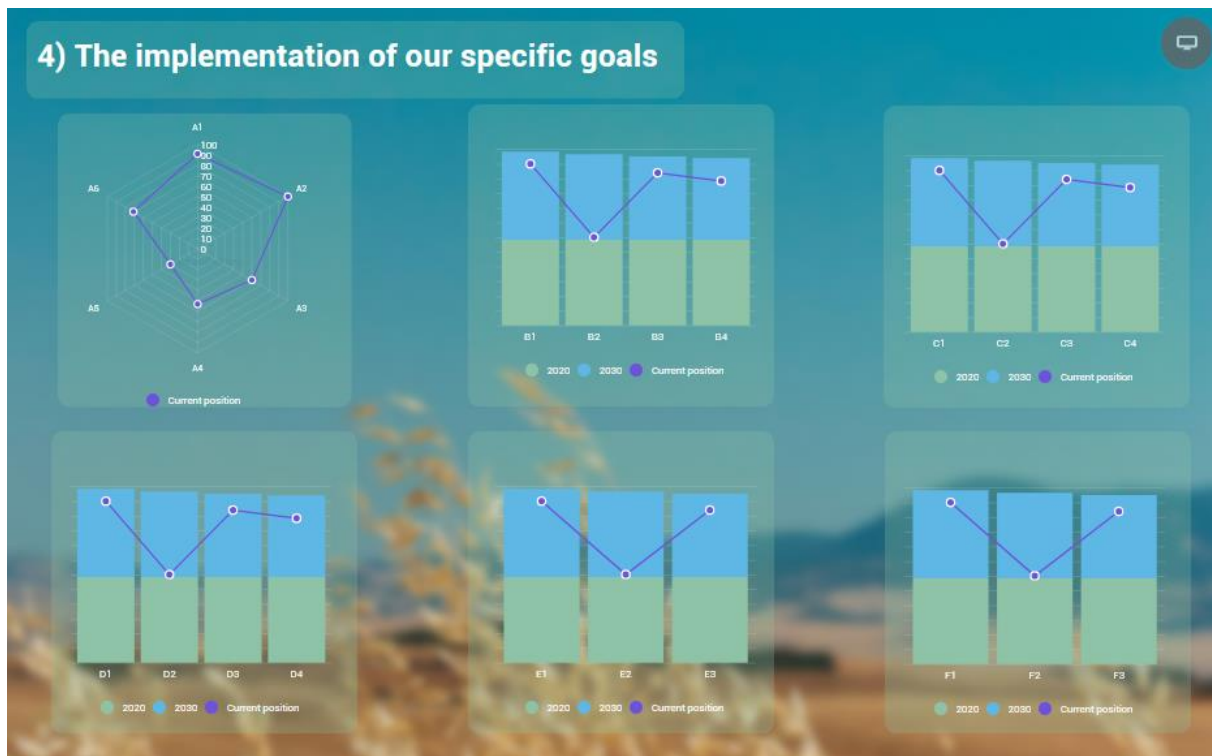 4) The implementation of our specific goals
A1
100
90
80
70
60
50
40
30
20
10
0
A2
A3
A4
A5
A6
Current position
B1 B2 B3 B4
2020 2030 Current position
C1 C2 C3 C4
2020 2030 Current position
D1 D2 D3 D4
2020 2030 Current position
E1 E2 E3
2020 2030 Current position
F1 F2 F3
2020 2030 Current position